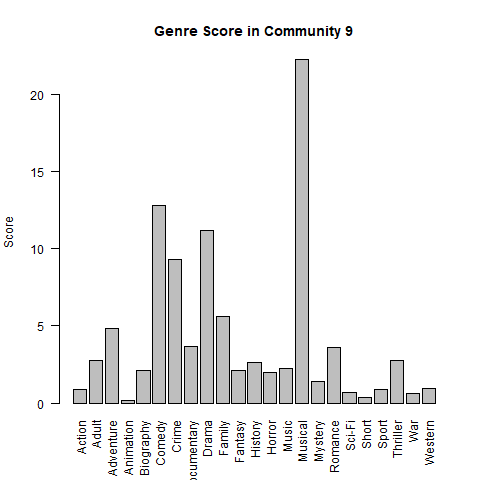 Genre Score in Community 9
Score
20
15
10
5
0
Action
Adult
Adventure
Animation
Biography
Comedy
Crime
ocumentary
Drama
Family
Fantasy
History
Horror
Music
Musical
Mystery
Romance
Sci-Fi
Short
Sport
Thriller
War
Western